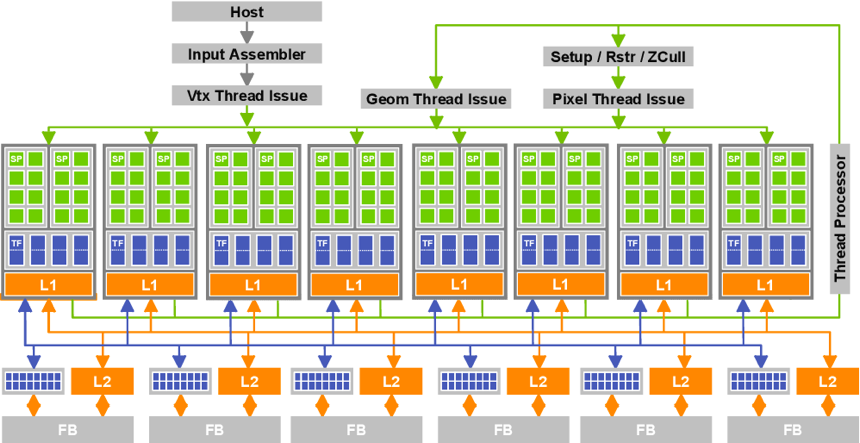 Host
Input Assembler
Setup / Rstr / ZCull
Vtx Thread Issue
Geom Thread Issue
Pixel Thread Issue
SP SP SP SP SP SP SP SP SP SP SP SP SP SP SP SP
Thread Processor
TF TF TF TF TF TF TF TF
L1 L1 L1 L1 L1 L1 L1 L1
L2 L2 L2 L2 L2 L2
FB FB FB FB FB FB